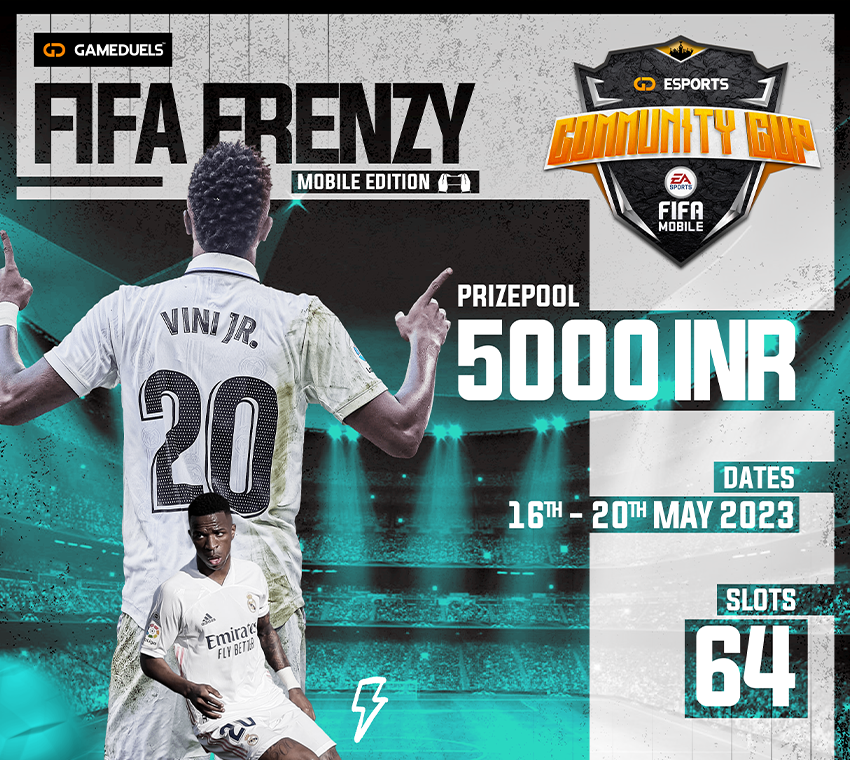 GAMEDUELS
FIFA FRENZY
MOBILE EDITION
ESPORTS
COMMUNITY CUP
EA
SPORTS
FIFA
MOBILE
PRIZEPOOL
5000 INR
VINI JR.
20
DATES
16TH - 20TH MAY 2023
SLOTS
64
Emirates
FLY BETTER
20